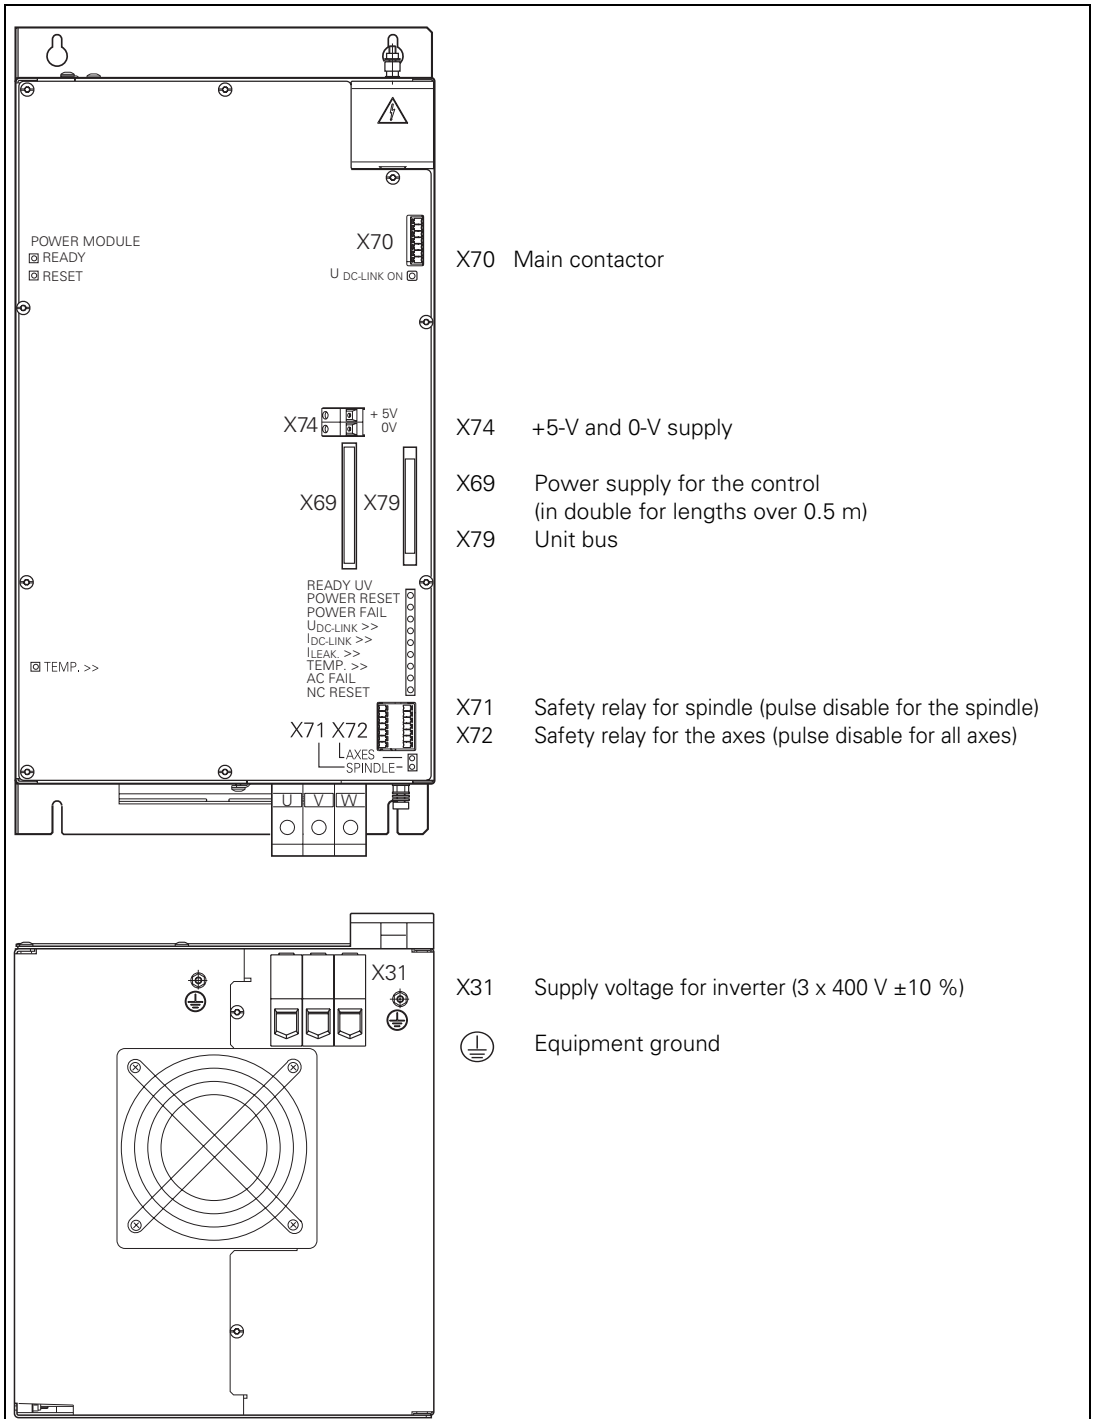 POWER MODULE
READY
RESET
X70
U DC-LINK ON
X70 Main contactor
X74
+ 5V
0V
X74 +5-V and 0-V supply
X69 X79
X69 Power supply for the control
(in double for lengths over 0.5 m)
X79 Unit bus
READY UV
POWER RESET
POWER FAIL
UDC-LINK >>
IDC-LINK >>
ILEAK. >>
TEMP. >>
AC FAIL
NC RESET
TEMP. >>
X71 X72
AXES
SPINDLE
X71 Safety relay for spindle (pulse disable for the spindle)
X72 Safety relay for the axes (pulse disable for all axes)
U V W
X31
X31 Supply voltage for inverter (3 x 400 V ±10 %)
Equipment ground